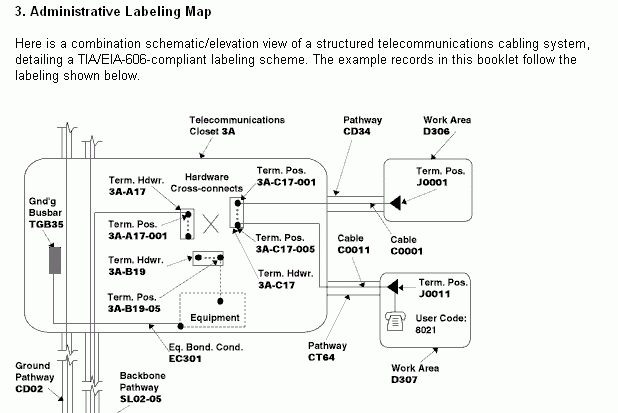 3. Administrative Labeling Map
Here is a combination schematic/elevation view of a structured telecommunications cabling system,
detailing a TIA/EIA-606-compliant labeling scheme. The example records in this booklet follow the
labeling shown below.
Telecommunications
Closet 3A
Pathway
CD34
Work Area
D306
Term. Hdwr.
3A-A17
Hardware
Cross-connects
Term. Pos.
3A-C17-001
Term. Pos.
J0001
Gnd'g
Busbar
TGB35
Term. Pos.
3A-A17-001
Term. Pos.
3A-C17-005
Cable
C0011
Cable
C0001
Term. Hdwr.
3A-B19
Term. Hdwr.
3A-C17
Term. Pos.
J0011
Term. Pos.
3A-B19-05
Equipment
User Code:
8021
Eq. Bond. Cond.
EC301
Pathway
CT64
Work Area
D307
Ground
Pathway
CD02
Backbone
Pathway
SL02-05